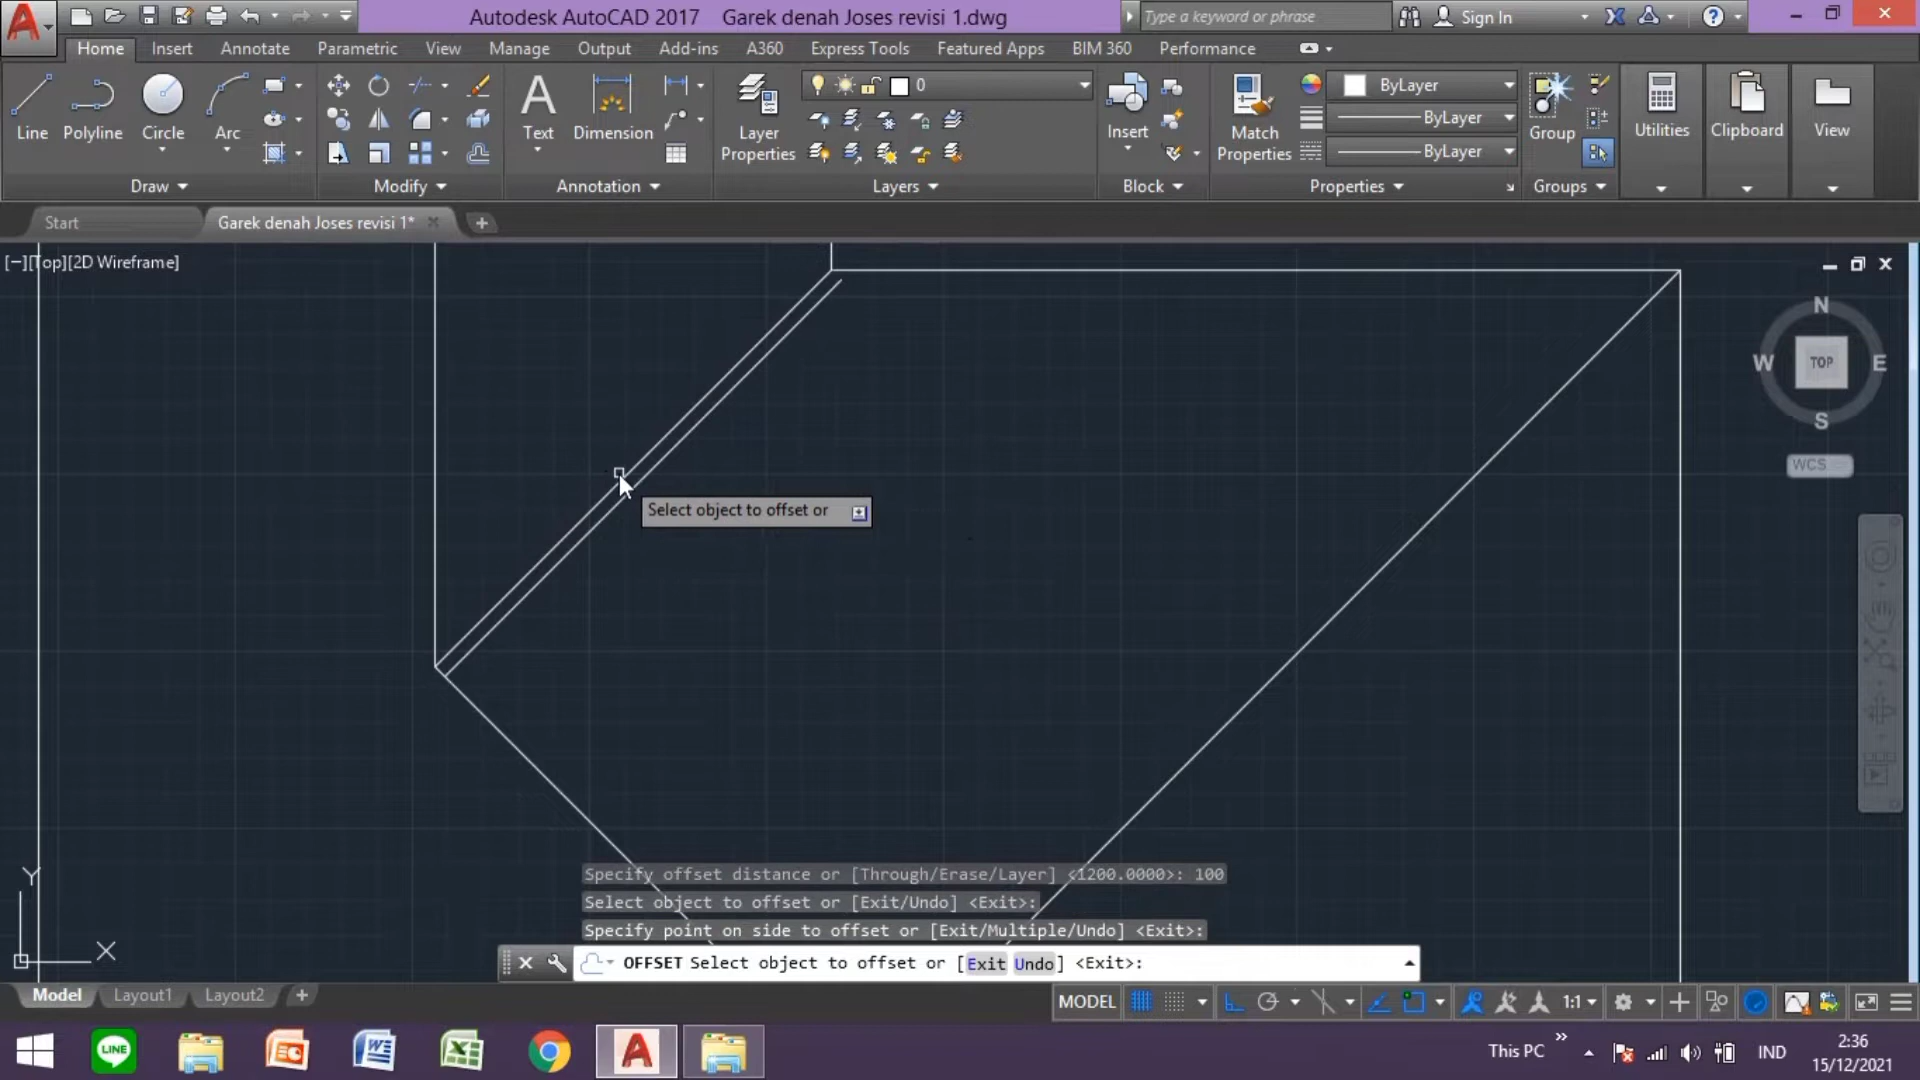 Autodesk AutoCAD 2017 Garek denah Joses revisi 1.dwg
Type a keyword or phrase
Sign In
Home Insert Annotate Parametric View Manage Output Add-ins A360 Express Tools Featured Apps BIM 360 Performance
Line Polyline Circle Arc
Text Dimension
Layer Properties
0
Insert
Match Properties
ByLayer
ByLayer
ByLayer
Group
Utilities
Clipboard
View
Draw Modify Annotation Layers Block Properties Groups
Start
Garek denah Joses revisi 1*
[−][Top][2D Wireframe]
N
W TOP E
S
WCS
Select object to offset or
Specify offset distance or [Through/Erase/Layer] <1200.0000>: 100
Select object to offset or [Exit/Undo] <Exit>:
Specify point on side to offset or [Exit/Multiple/Undo] <Exit>:
OFFSET Select object to offset or [Exit Undo] <Exit>:
Y
X
Model Layout1 Layout2
MODEL
1:1
LINE
This PC
IND
2:36
15/12/2021